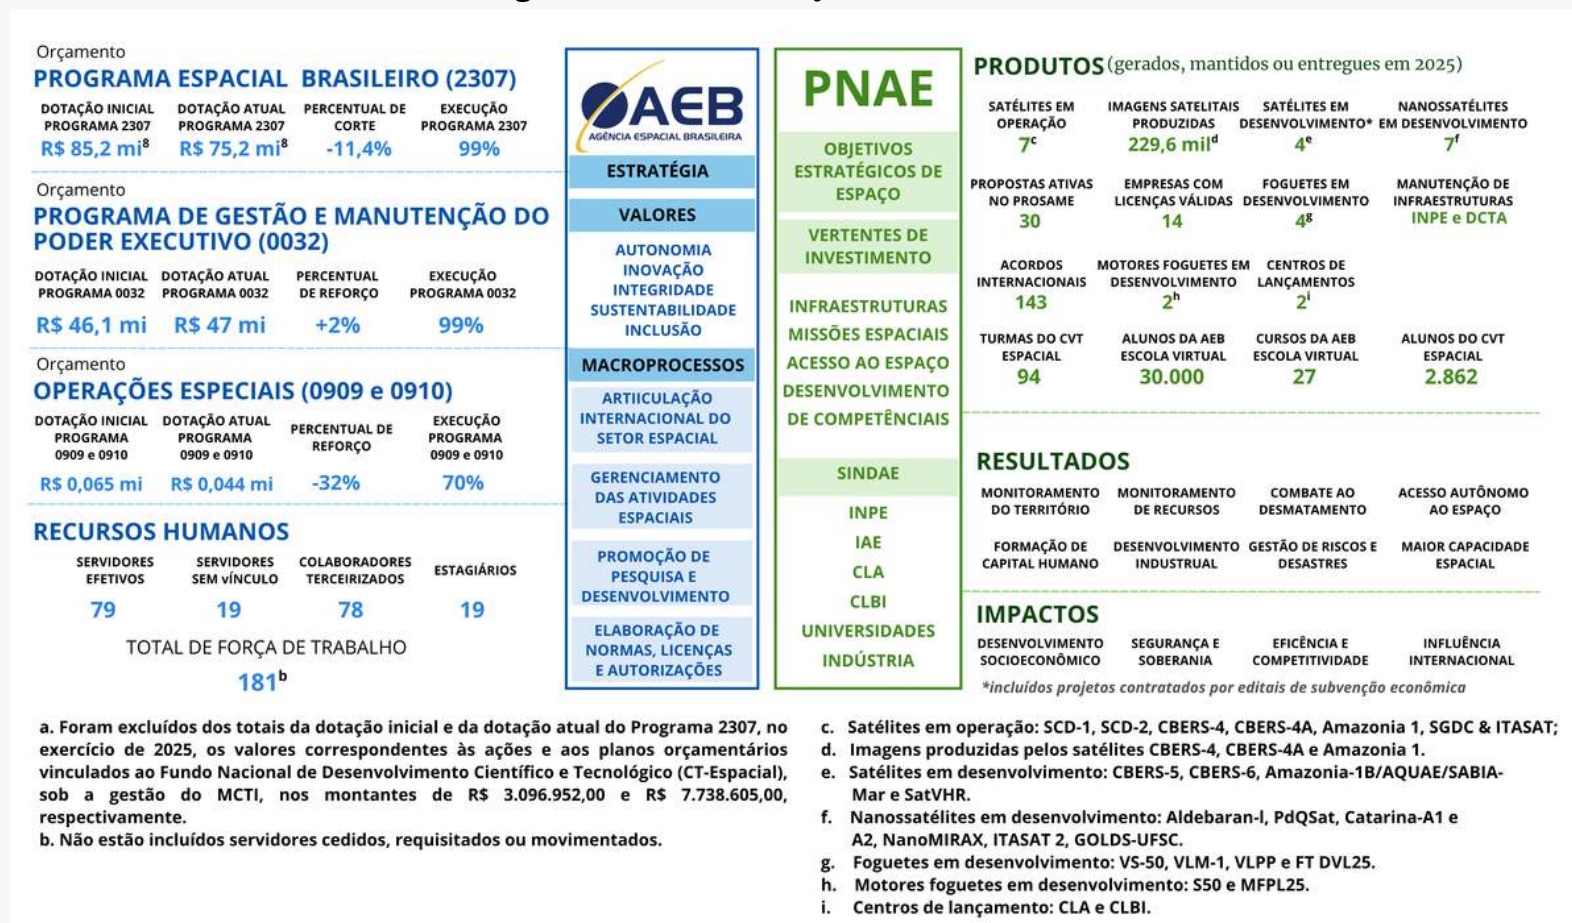 Orçamento
PROGRAMA ESPACIAL BRASILEIRO (2307)
DOTAÇÃO INICIAL PROGRAMA 2307
R$ 85,2 mi⁸
DOTAÇÃO ATUAL PROGRAMA 2307
R$ 75,2 mi⁸
PERCENTUAL DE CORTE
-11,4%
EXECUÇÃO PROGRAMA 2307
99%
Orçamento
PROGRAMA DE GESTÃO E MANUTENÇÃO DO
PODER EXECUTIVO (0032)
DOTAÇÃO INICIAL PROGRAMA 0032
R$ 46,1 mi
DOTAÇÃO ATUAL PROGRAMA 0032
R$ 47 mi
PERCENTUAL DE REFORÇO
+2%
EXECUÇÃO PROGRAMA 0032
99%
Orçamento
OPERAÇÕES ESPECIAIS (0909 e 0910)
DOTAÇÃO INICIAL PROGRAMA 0909 e 0910
R$ 0,065 mi
DOTAÇÃO ATUAL PROGRAMA 0909 e 0910
R$ 0,044 mi
PERCENTUAL DE REFORÇO
-32%
EXECUÇÃO PROGRAMA 0909 e 0910
70%
RECURSOS HUMANOS
SERVIDORES EFETIVOS
79
SERVIDORES SEM vÍNCULO
19
COLABORADORES TERCEIRIZADOS
78
ESTAGIÁRIOS
19
TOTAL DE FORÇA DE TRABALHO
181ᵇ
AEB
AGÊNCIA ESPACIAL BRASILEIRA
ESTRATÉGIA
VALORES
AUTONOMIA
INOVAÇÃO
INTEGRIDADE
SUSTENTABILIDADE
INCLUSÃO
MACROPROCESSOS
ARTIICULAÇÃO
INTERNACIONAL DO
SETOR ESPACIAL
GERENCIAMENTO
DAS ATIVIDADES
ESPACIAIS
PROMOÇÃO DE
PESQUISA E
DESENVOLVIMENTO
ELABORAÇÃO DE
NORMAS, LICENÇAS
E AUTORIZAÇÕES
PNAE
OBJETIVOS
ESTRATÉGICOS DE
ESPAÇO
VERTENTES DE
INVESTIMENTO
INFRAESTRUTURAS
MISSÕES ESPACIAIS
ACESSO AO ESPAÇO
DESENVOLVIMENTO
DE COMPETÊNCIAIS
SINDAE
INPE
IAE
CLA
CLBI
UNIVERSIDADES
INDÚSTRIA
PRODUTOS (gerados, mantidos ou entregues em 2025)
SATÉLITES EM OPERAÇÃO
7ᶜ
IMAGENS SATELITAIS PRODUZIDAS
229,6 milᵈ
SATÉLITES EM DESENVOLVIMENTO*
4ᵉ
NANOSSATÉLITES EM DESENVOLVIMENTO
7ᶠ
PROPOSTAS ATIVAS NO PROSAME
30
EMPRESAS COM LICENÇAS VÁLIDAS
14
FOGUETES EM DESENVOLVIMENTO
4ᵍ
MANUTENÇÃO DE INFRAESTRUTURAS
INPE e DCTA
ACORDOS INTERNACIONAIS
143
MOTORES FOGUETES EM DESENVOLVIMENTO
2ʰ
CENTROS DE LANÇAMENTOS
2ⁱ
TURMAS DO CVT ESPACIAL
94
ALUNOS DA AEB ESCOLA VIRTUAL
30.000
CURSOS DA AEB ESCOLA VIRTUAL
27
ALUNOS DO CVT ESPACIAL
2.862
RESULTADOS
MONITORAMENTO DO TERRITÓRIO
MONITORAMENTO DE RECURSOS
COMBATE AO DESMATAMENTO
ACESSO AUTÔNOMO AO ESPAÇO
FORMAÇÃO DE CAPITAL HUMANO
DESENVOLVIMENTO INDUSTRUAL
GESTÃO DE RISCOS E DESASTRES
MAIOR CAPACIDADE ESPACIAL
IMPACTOS
DESENVOLVIMENTO SOCIOECONÔMICO
SEGURANÇA E SOBERANIA
EFICÊNCIA E COMPETITIVIDADE
INFLUÊNCIA INTERNACIONAL
*incluídos projetos contratados por editais de subvenção econômica
a. Foram excluídos dos totais da dotação inicial e da dotação atual do Programa 2307, no
exercício de 2025, os valores correspondentes às ações e aos planos orçamentários
vinculados ao Fundo Nacional de Desenvolvimento Científico e Tecnológico (CT-Espacial),
sob a gestão do MCTI, nos montantes de R$ 3.096.952,00 e R$ 7.738.605,00,
respectivamente.
b. Não estão incluídos servidores cedidos, requisitados ou movimentados.
c. Satélites em operação: SCD-1, SCD-2, CBERS-4, CBERS-4A, Amazonia 1, SGDC & ITASAT;
d. Imagens produzidas pelos satélites CBERS-4, CBERS-4A e Amazonia 1.
e. Satélites em desenvolvimento: CBERS-5, CBERS-6, Amazonia-1B/AQUAE/SABIA-
Mar e SatVHR.
f. Nanossatélites em desenvolvimento: Aldebaran-I, PdQSat, Catarina-A1 e
A2, NanoMIRAX, ITASAT 2, GOLDS-UFSC.
g. Foguetes em desenvolvimento: VS-50, VLM-1, VLPP e FT DVL25.
h. Motores foguetes em desenvolvimento: S50 e MFPL25.
i. Centros de lançamento: CLA e CLBI.